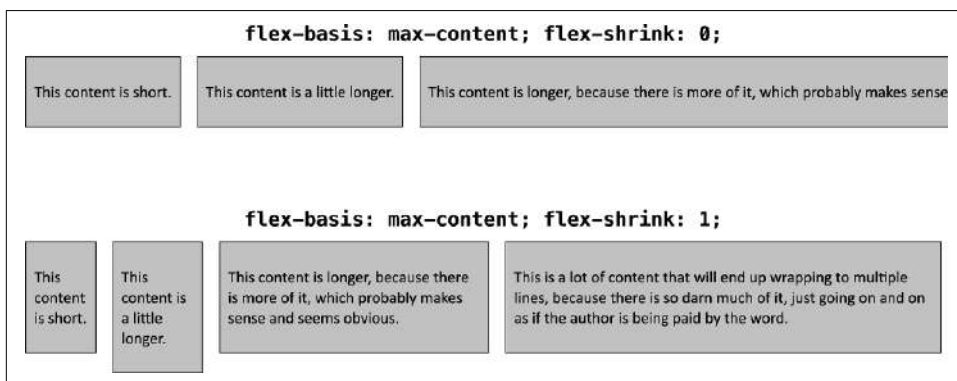 flex-basis: max-content; flex-shrink: 0;
This content is short.
This content is a little longer.
This content is longer, because there is more of it, which probably makes sense
flex-basis: max-content; flex-shrink: 1;
This
content
is short.
This
content is
a little
longer.
This content is longer, because there
is more of it, which probably makes
sense and seems obvious.
This is a lot of content that will end up wrapping to multiple
lines, because there is so darn much of it, just going on and on
as if the author is being paid by the word.